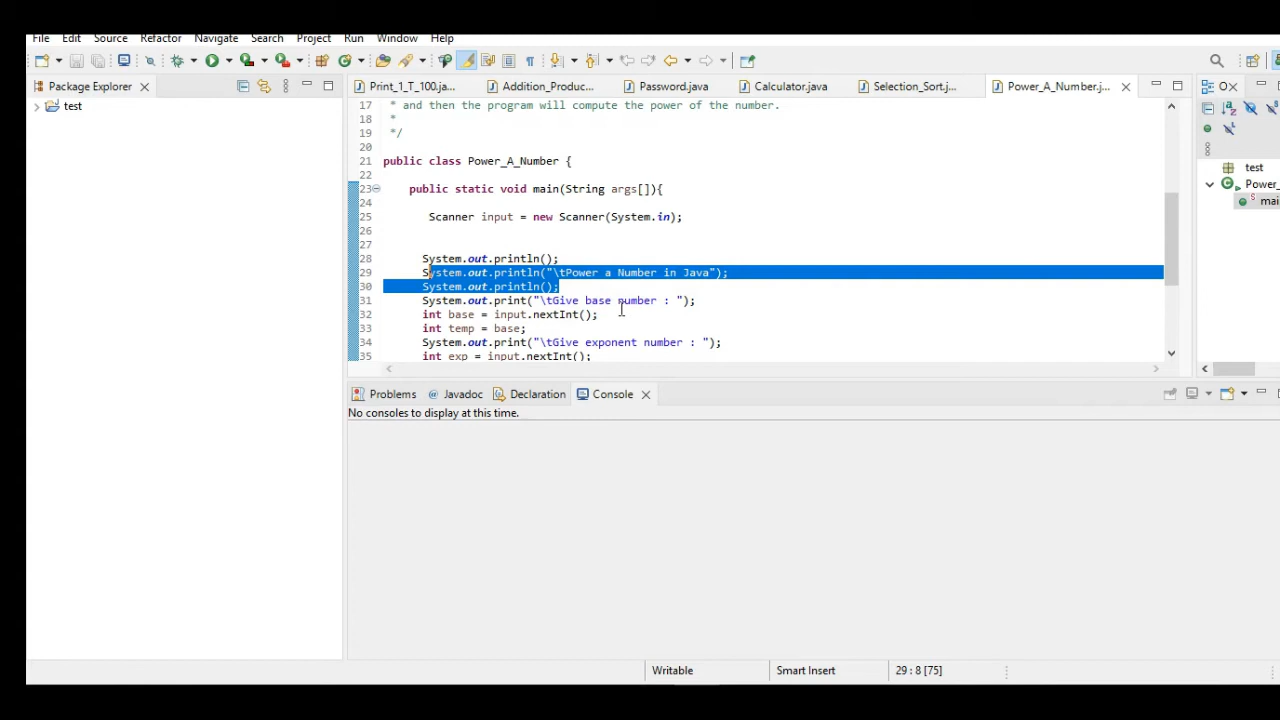 File Edit Source Refactor Navigate Search Project Run Window Help
Package Explorer
test
Print_1_T_100.ja...
Addition_Produc...
Password.java
Calculator.java
Selection_Sort.j...
Power_A_Number.j...
17 * and then the program will compute the power of the number.
18 *
19 */
20
21 public class Power_A_Number {
22
23 public static void main(String args[]){
24
25 Scanner input = new Scanner(System.in);
26
27
28 System.out.println();
29 System.out.println("\tPower a Number in Java");
30 System.out.println();
31 System.out.print("\tGive base number : ");
32 int base = input.nextInt();
33 int temp = base;
34 System.out.print("\tGive exponent number : ");
35 int exp = input.nextInt();
O
test
Power_
mai
Problems
@ Javadoc
Declaration
Console
No consoles to display at this time.
Writable
Smart Insert
29 : 8 [75]